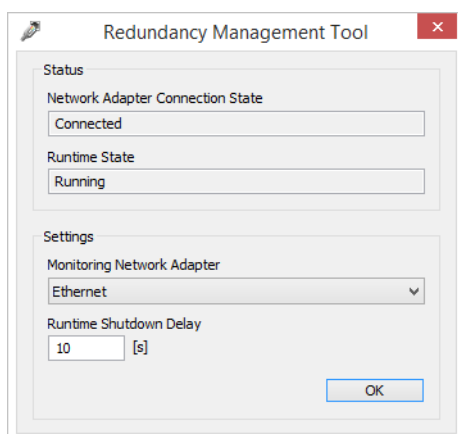 Redundancy Management Tool
Status
Network Adapter Connection State
Connected
Runtime State
Running
Settings
Monitoring Network Adapter
Ethernet
Runtime Shutdown Delay
10 [s]
OK